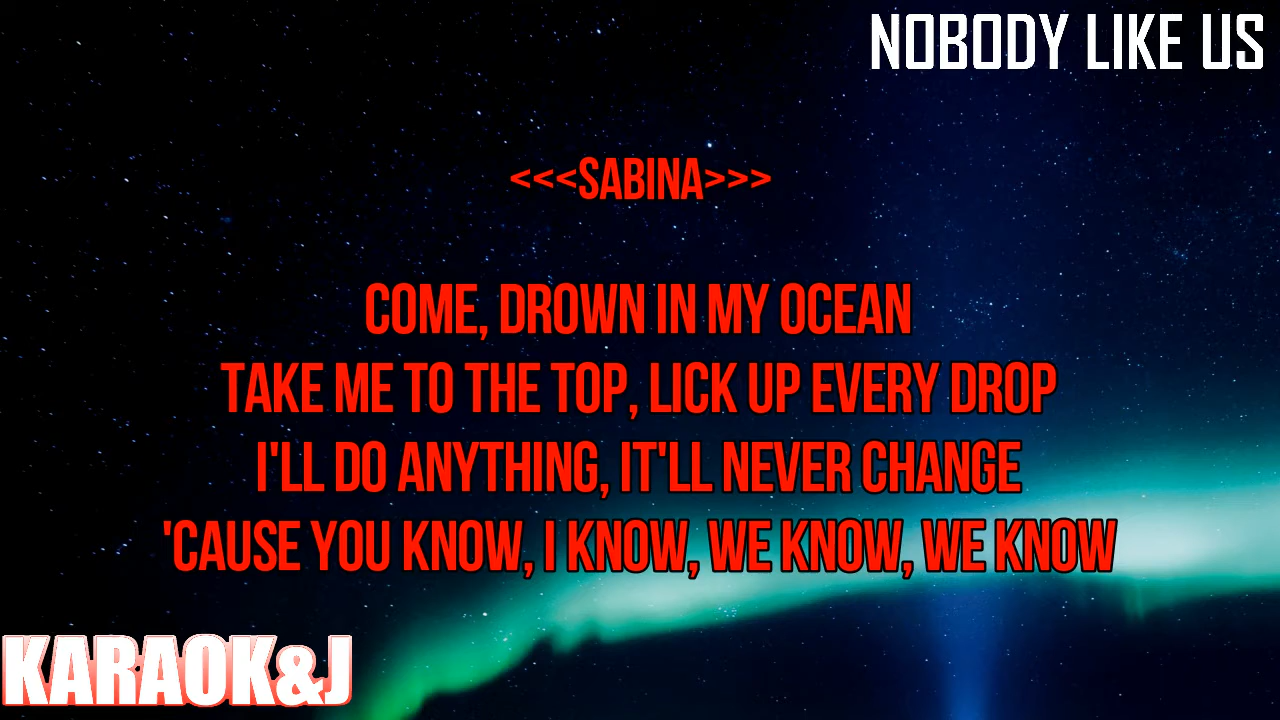 NOBODY LIKE US
<<<SABINA>>>
COME, DROWN IN MY OCEAN
TAKE ME TO THE TOP, LICK UP EVERY DROP
I'LL DO ANYTHING, IT'LL NEVER CHANGE
'CAUSE YOU KNOW, I KNOW, WE KNOW, WE KNOW
KARAOK&J